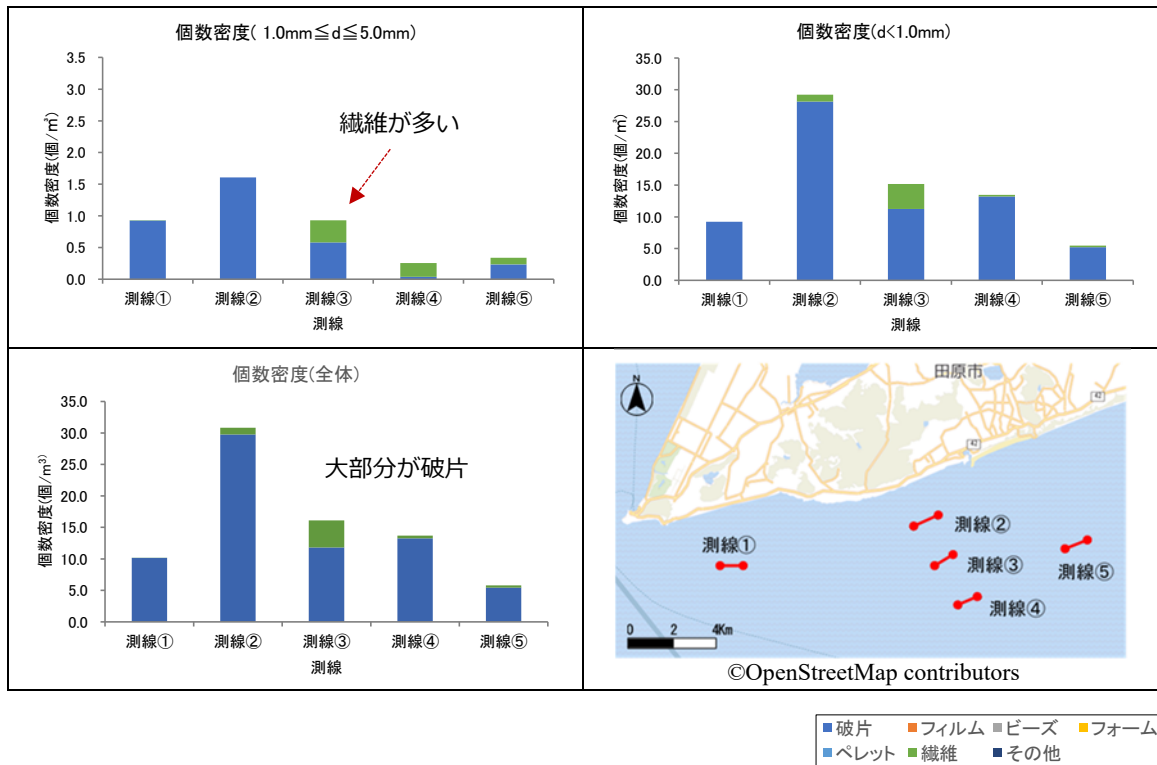 個数密度( 1.0mm≦d≦5.0mm)
個数密度(個/㎥)
3.5
3.0
2.5
2.0
1.5
1.0
0.5
0.0
繊維が多い
測線① 測線② 測線③ 測線④ 測線⑤
測線
個数密度(d<1.0mm)
個数密度(個/㎥)
35.0
30.0
25.0
20.0
15.0
10.0
5.0
0.0
測線① 測線② 測線③ 測線④ 測線⑤
測線
個数密度(全体)
個数密度(個/m³)
35.0
30.0
25.0
20.0
15.0
10.0
5.0
0.0
大部分が破片
測線① 測線② 測線③ 測線④ 測線⑤
測線
N
田原市
42
42
測線②
測線①
測線③
測線⑤
測線④
0 2 4Km
©OpenStreetMap contributors
破片 フィルム ビーズ フォーム
ペレット 繊維 その他